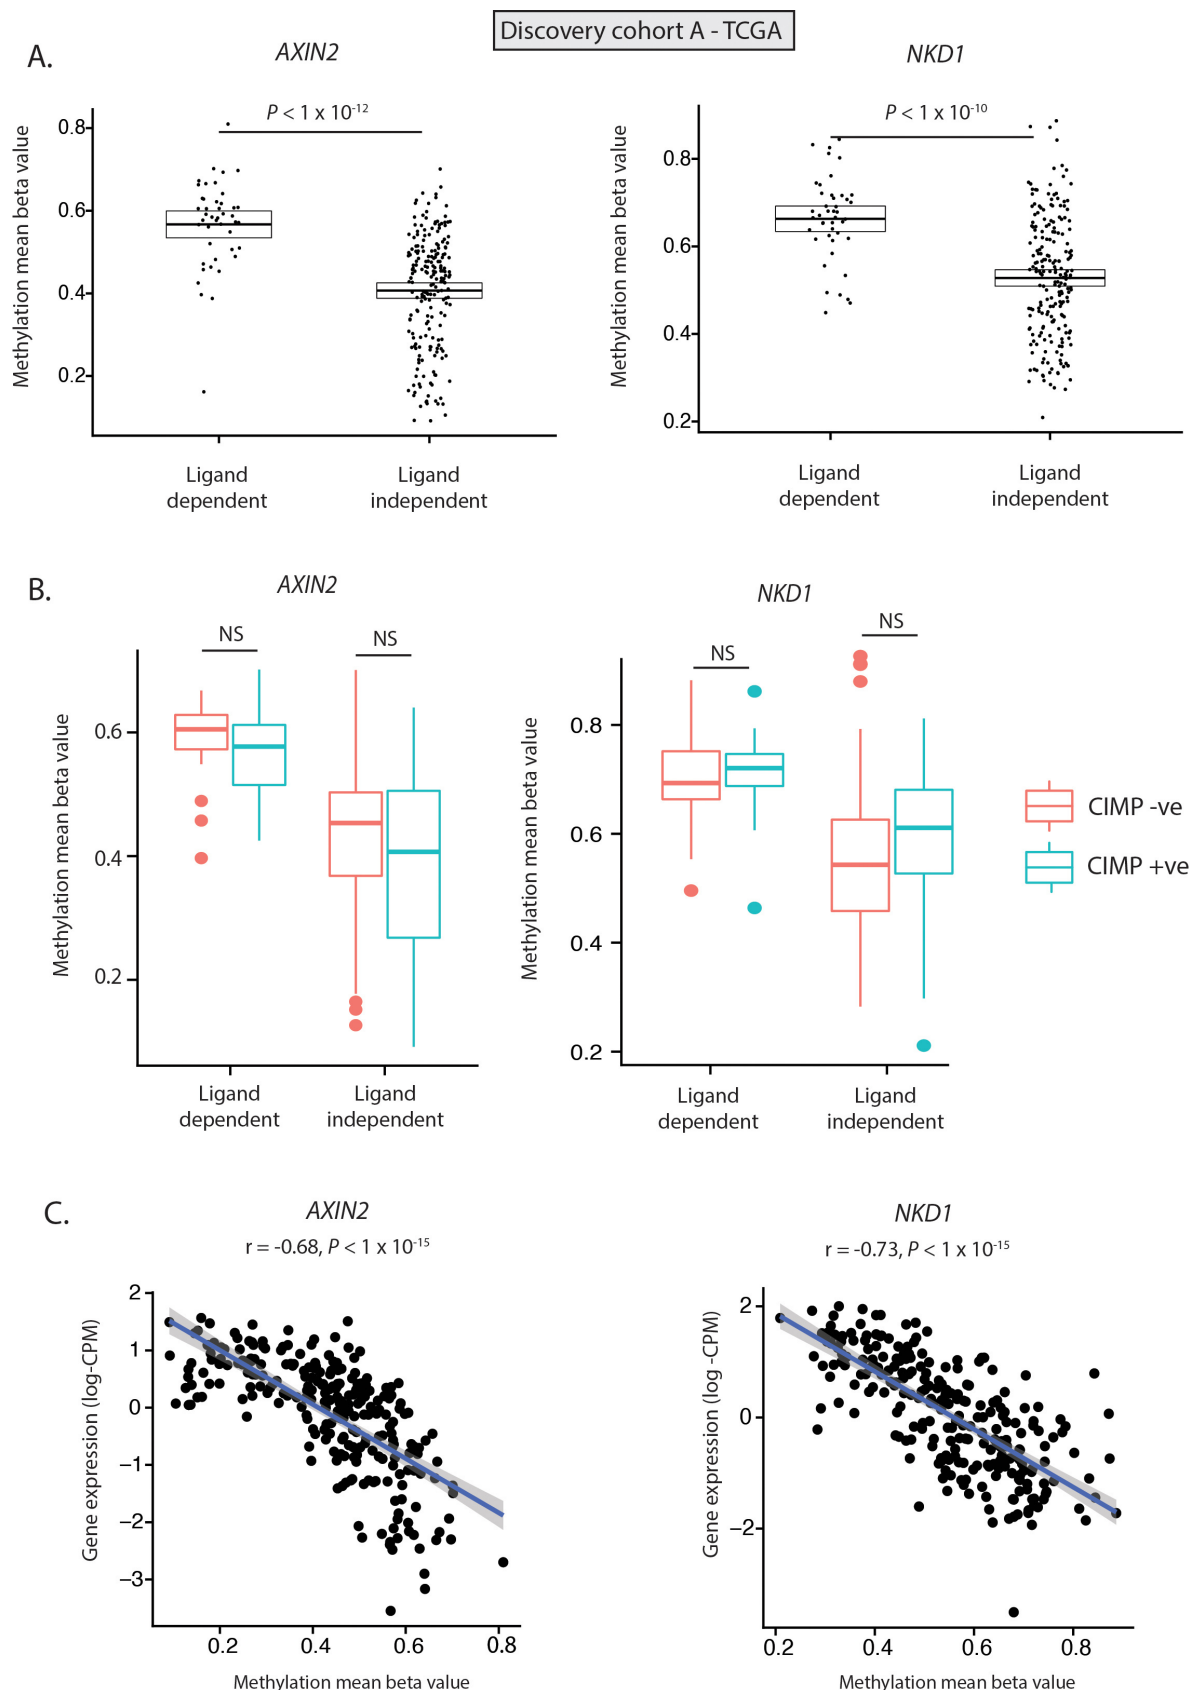 Discovery cohort A - TCGA
A.
AXIN2
NKD1
P < 1 x 10⁻¹²
P < 1 x 10⁻¹⁰
Methylation mean beta value
0.8
0.6
0.4
0.2
Methylation mean beta value
0.8
0.6
0.4
0.2
Ligand
dependent
Ligand
independent
Ligand
dependent
Ligand
independent
B.
AXIN2
NKD1
NS
NS
NS
NS
Methylation mean beta value
0.6
0.4
0.2
Methylation mean beta value
0.8
0.6
0.4
0.2
CIMP -ve
CIMP +ve
Ligand
dependent
Ligand
independent
Ligand
dependent
Ligand
independent
C.
AXIN2
r = -0.68, P < 1 x 10⁻¹⁵
NKD1
r = -0.73, P < 1 x 10⁻¹⁵
Gene expression (log-CPM)
2
1
0
−1
−2
−3
0.2
0.4
0.6
0.8
Methylation mean beta value
Gene expression (log -CPM)
2
0
−2
0.2
0.4
0.6
0.8
Methylation mean beta value